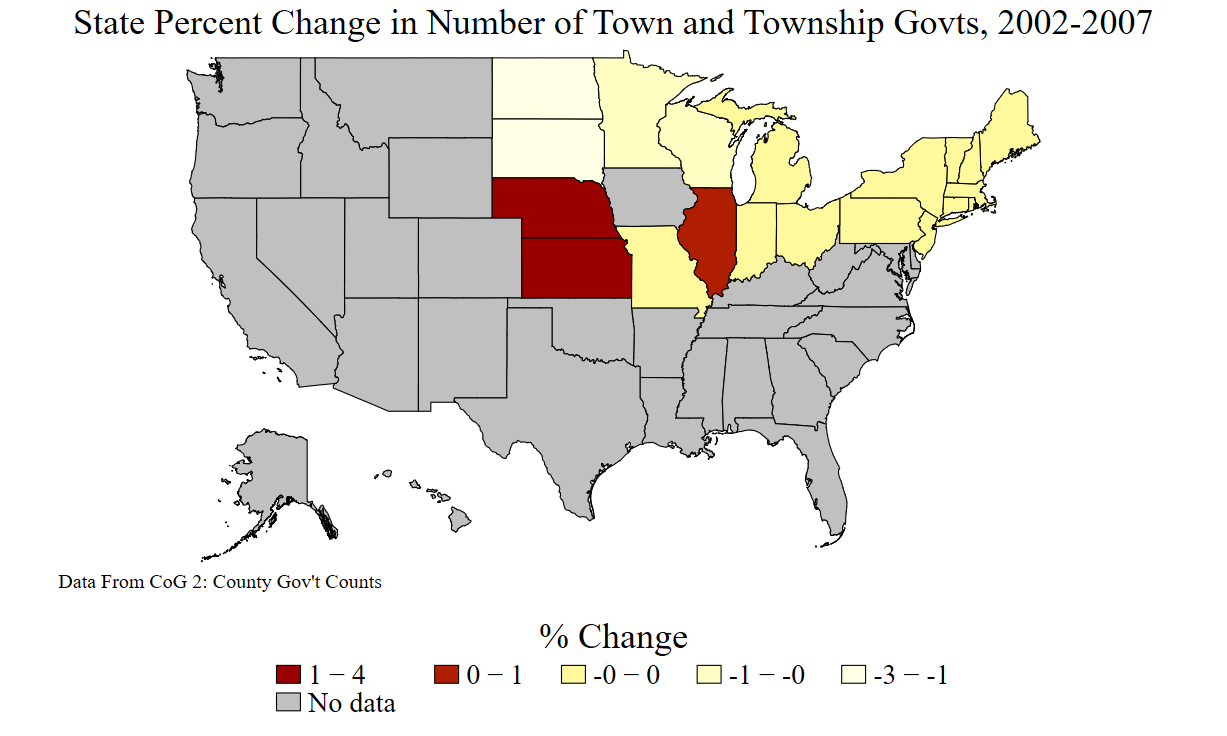 State Percent Change in Number of Town and Township Govts, 2002-2007
Data From CoG 2: County Gov't Counts
% Change
1 − 4 0 − 1 -0 − 0 -1 − -0 -3 − -1
No data